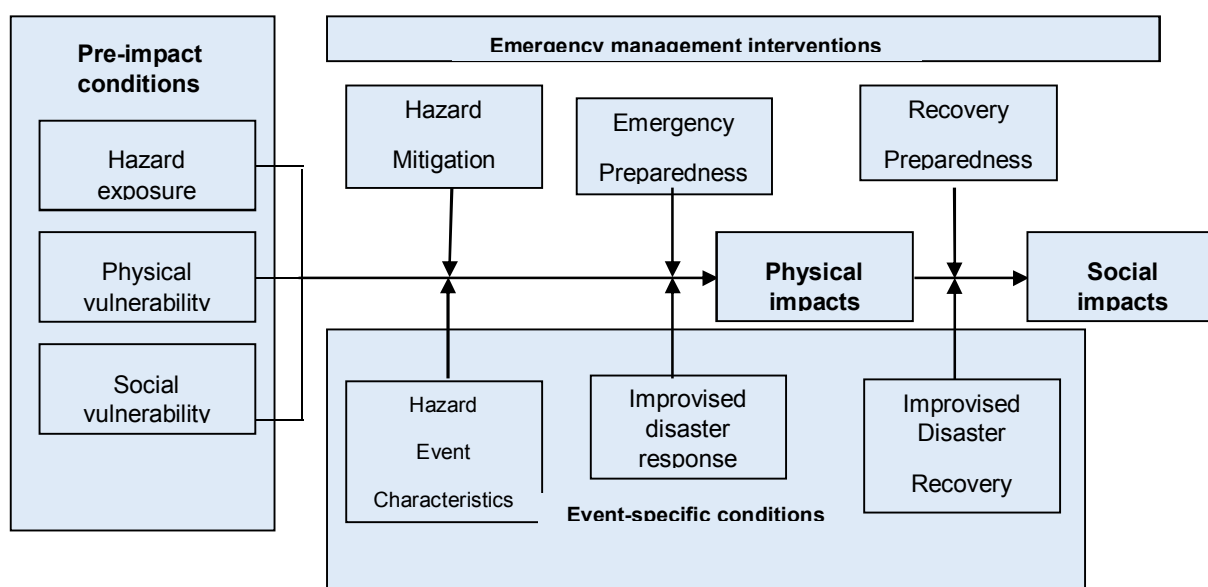 Pre-impact
conditions
Emergency management interventions
Hazard
Mitigation
Emergency
Preparedness
Recovery
Preparedness
Hazard
exposure
Physical
vulnerability
Social
vulnerability
Physical
impacts
Social
impacts
Hazard
Event
Characteristics
Improvised
disaster
response
Improvised
Disaster
Recovery
Event-specific conditions